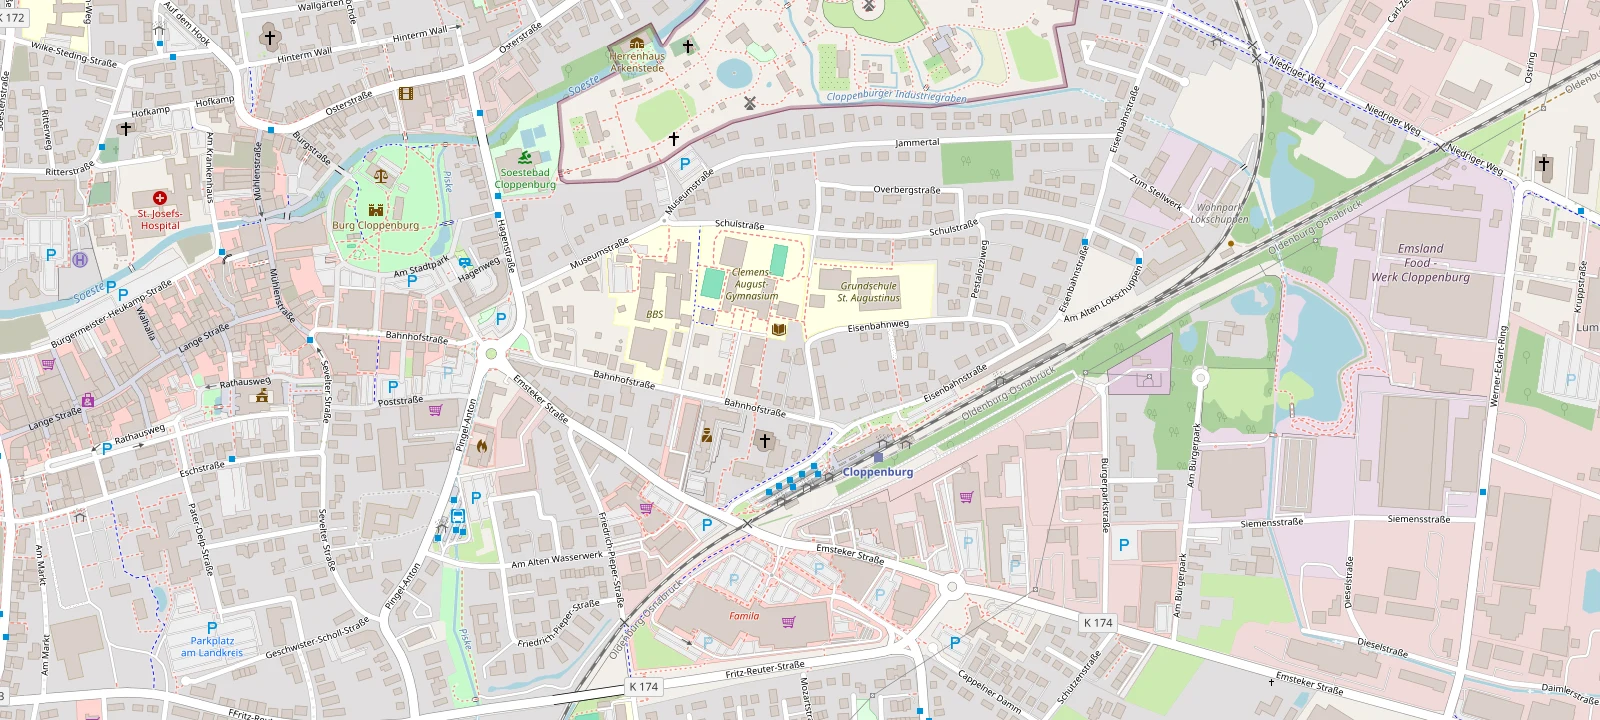 K 172
Auf dem Hook
Wallgärten
Hinterm Wall
Hinterm Wall
Osterstraße
Wilke-Steding-Straße
Herrenhaus
Arkenstede
Soeste
Cloppenburger Industriegraben
Niedriger Weg
Niedriger Weg
Niedriger Weg
Ostring
Hofkamp
Hofkamp
Osterstraße
Ritterweg
Ritterstraße
Am Krankenhaus
Mühlenstraße
Burgstraße
Piske
Soestebad
Cloppenburg
Jammertal
Eisenbahnstraße
Overbergstraße
Zum Stellwerk
Wohnpark
Lokschuppen
Museumstraße
St. Josefs-
Hospital
Burg Cloppenburg
Hagenstraße
Schulstraße
Schulstraße
Museumstraße
Pestalozziweg
Oldenburg Osnabrück
Emsland
Food -
Werk Cloppenburg
Kruppstraße
Am Stadtpark
Hagenweg
Clemens-
August-
Gymnasium
Grundschule
St. Augustinus
BBS
Eisenbahnstraße
Am Alten Lokschuppen
Soeste
Bürgermeister-Heukamp-Straße
Walhalla
Mühlenstraße
Lange Straße
Bahnhofstraße
Eisenbahnweg
Werner-Eckart-Ring
Rathausweg
Sevelter Straße
Poststraße
Emsteker Straße
Bahnhofstraße
Bahnhofstraße
Eisenbahnstraße
Oldenburg Osnabrück
Lange Straße
Rathausweg
Pingel-Anton
Eschstraße
Cloppenburg
Burgerparkstraße
Am Bürgerpark
Siemensstraße
Siemensstraße
Pater-Delp-Straße
Sevelter Straße
Friedrich-Pieper-Straße
Am Alten Wasserwerk
Emsteker Straße
Am Markt
Pingel-Anton
Oldenburg Osnabrück
Famila
Am Bürgerpark
Dieselstraße
K 174
Parkplatz
am Landkreis
Geschwister-Scholl-Straße
Piske
Friedrich-Pieper-Straße
Am Markt
Fritz-Reuter-Straße
K 174
Cappelner Damm
Schützenstraße
Dieselstraße
Emsteker Straße
Daimlerstraße